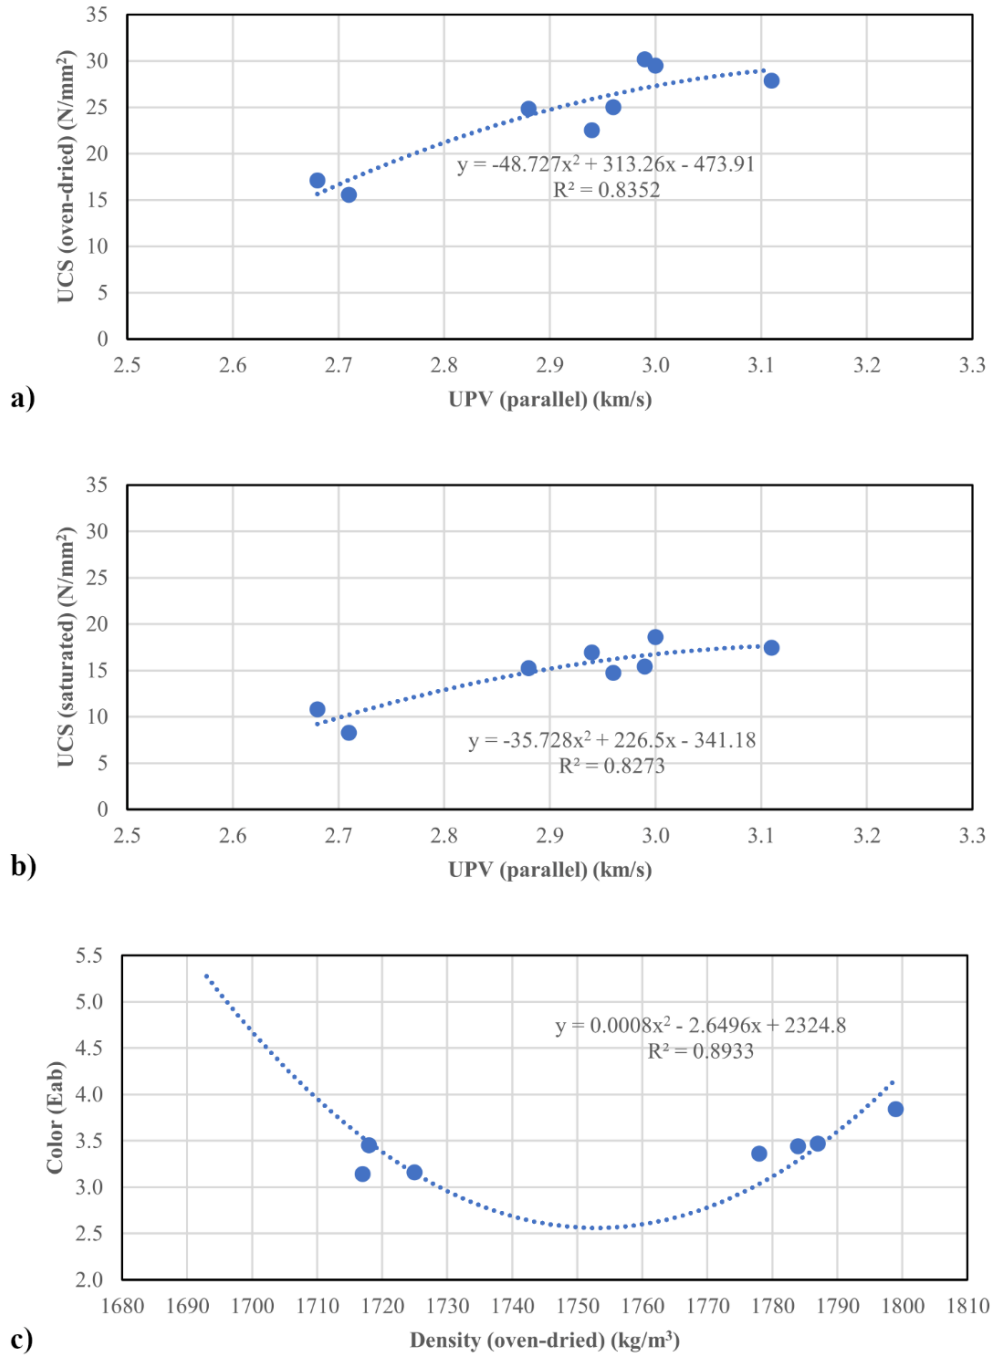 35
30
25
20
15
10
5
0
UCS (oven-dried) (N/mm²)
y = -48.727x² + 313.26x - 473.91
R² = 0.8352
2.5 2.6 2.7 2.8 2.9 3.0 3.1 3.2 3.3
UPV (parallel) (km/s)
a)
35
30
25
20
15
10
5
0
UCS (saturated) (N/mm²)
y = -35.728x² + 226.5x - 341.18
R² = 0.8273
2.5 2.6 2.7 2.8 2.9 3.0 3.1 3.2 3.3
UPV (parallel) (km/s)
b)
5.5
5.0
4.5
4.0
3.5
3.0
2.5
2.0
Color (Eab)
y = 0.0008x² - 2.6496x + 2324.8
R² = 0.8933
1680 1690 1700 1710 1720 1730 1740 1750 1760 1770 1780 1790 1800 1810
Density (oven-dried) (kg/m³)
c)